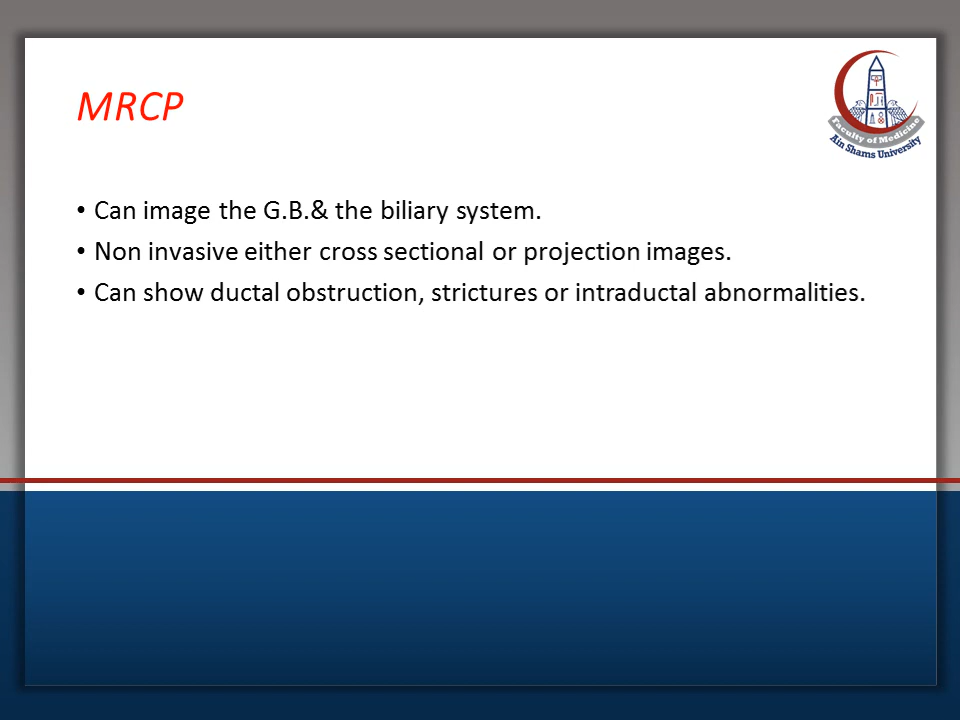 MRCP
Faculty of Medicine
Ain Shams University
• Can image the G.B.& the biliary system.
• Non invasive either cross sectional or projection images.
• Can show ductal obstruction, strictures or intraductal abnormalities.